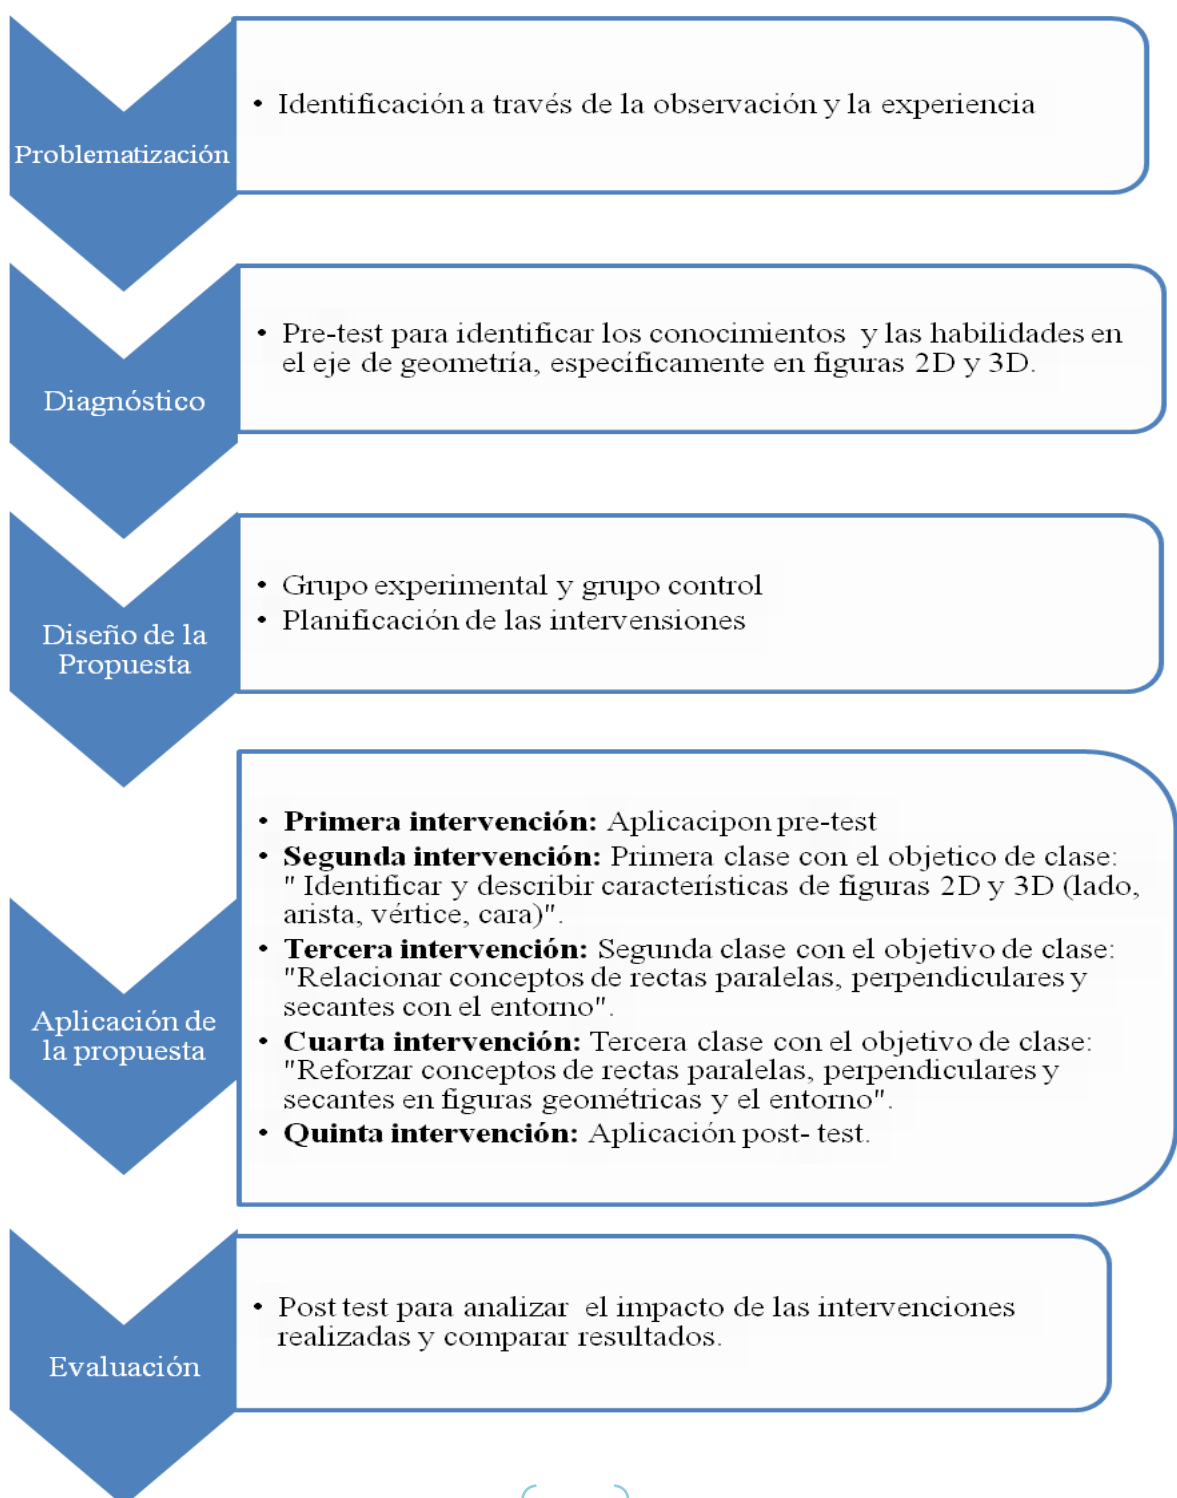 Problematización
• Identificación a través de la observación y la experiencia
Diagnóstico
• Pre-test para identificar los conocimientos y las habilidades en
el eje de geometría, específicamente en figuras 2D y 3D.
Diseño de la
Propuesta
• Grupo experimental y grupo control
• Planificación de las intervensiones
Aplicación de
la propuesta
• Primera intervención: Aplicacipon pre-test
• Segunda intervención: Primera clase con el objetico de clase:
" Identificar y describir características de figuras 2D y 3D (lado,
arista, vértice, cara)".
• Tercera intervención: Segunda clase con el objetivo de clase:
"Relacionar conceptos de rectas paralelas, perpendiculares y
secantes con el entorno".
• Cuarta intervención: Tercera clase con el objetivo de clase:
"Reforzar conceptos de rectas paralelas, perpendiculares y
secantes en figuras geométricas y el entorno".
• Quinta intervención: Aplicación post- test.
Evaluación
• Post test para analizar el impacto de las intervenciones
realizadas y comparar resultados.